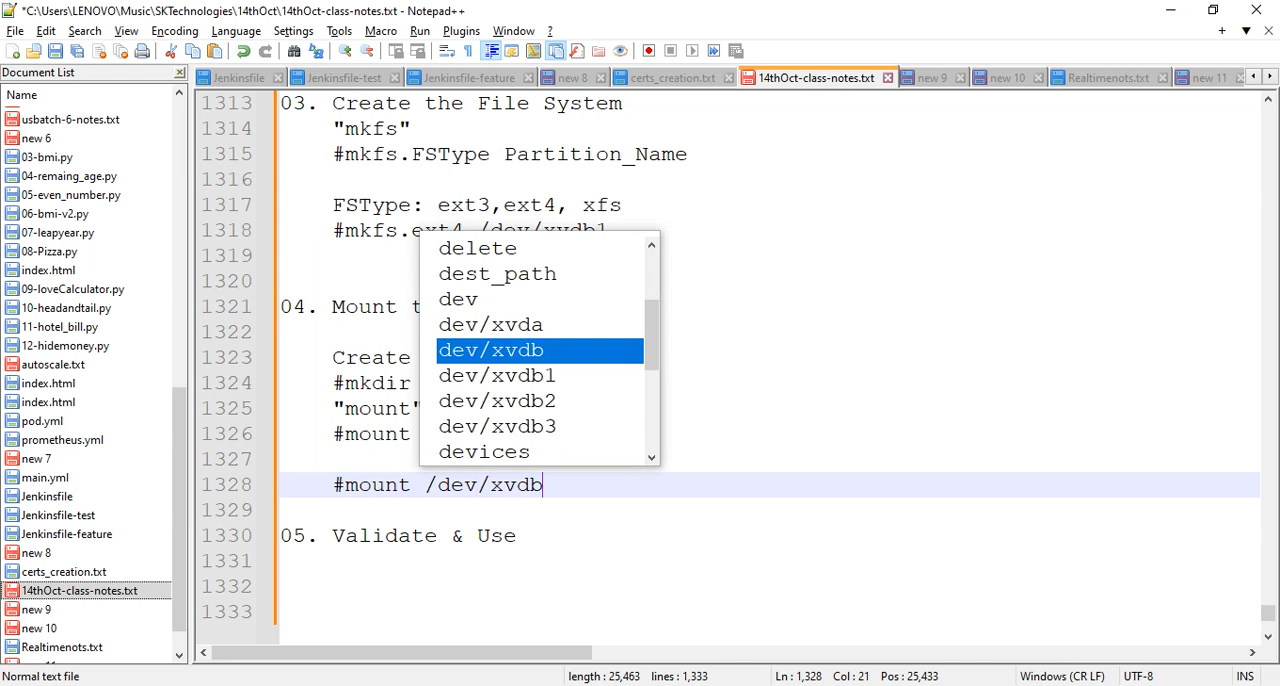 *C:\Users\LENOVO\Music\SKTechnologies\14thOct\14thOct-class-notes.txt - Notepad++
File Edit Search View Encoding Language Settings Tools Macro Run Plugins Window ?
Document List
Jenkinsfile Jenkinsfile-test Jenkinsfile-feature new 8 certs_creation.txt 14thOct-class-notes.txt new 9 new 10 Realtimenots.txt new 11
Name
usbatch-6-notes.txt
new 6
03-bmi.py
04-remaing_age.py
05-even_number.py
06-bmi-v2.py
07-leapyear.py
08-Pizza.py
index.html
09-loveCalculator.py
10-headandtail.py
11-hotel_bill.py
12-hidemoney.py
autoscale.txt
index.html
index.html
pod.yml
prometheus.yml
new 7
main.yml
Jenkinsfile
Jenkinsfile-test
Jenkinsfile-feature
new 8
certs_creation.txt
14thOct-class-notes.txt
new 9
new 10
Realtimenots.txt
1313 03. Create the File System
1314 "mkfs"
1315 #mkfs.FSType Partition_Name
1316
1317 FSType: ext3,ext4, xfs
1318 #mkfs.ext4 /dev/xvdb1
1319
1320
1321 04. Mount t
1322
1323 Create
1324 #mkdir
1325 "mount"
1326 #mount
1327
1328 #mount /dev/xvdb
1329
1330 05. Validate & Use
1331
1332
1333
delete
dest_path
dev
dev/xvda
dev/xvdb
dev/xvdb1
dev/xvdb2
dev/xvdb3
devices
Normal text file length : 25,463 lines : 1,333 Ln : 1,328 Col : 21 Pos : 25,433 Windows (CR LF) UTF-8 INS